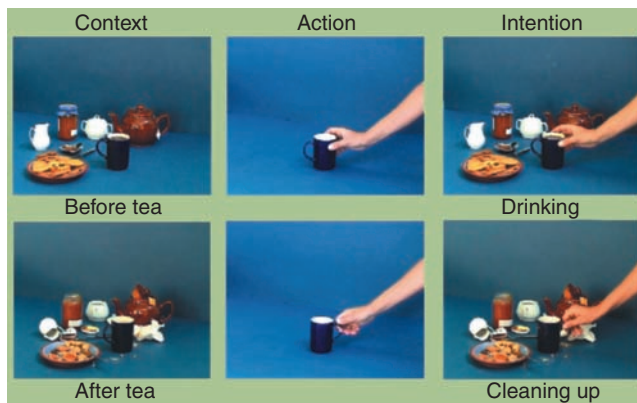 Context Action Intention
Before tea Drinking
After tea Cleaning up